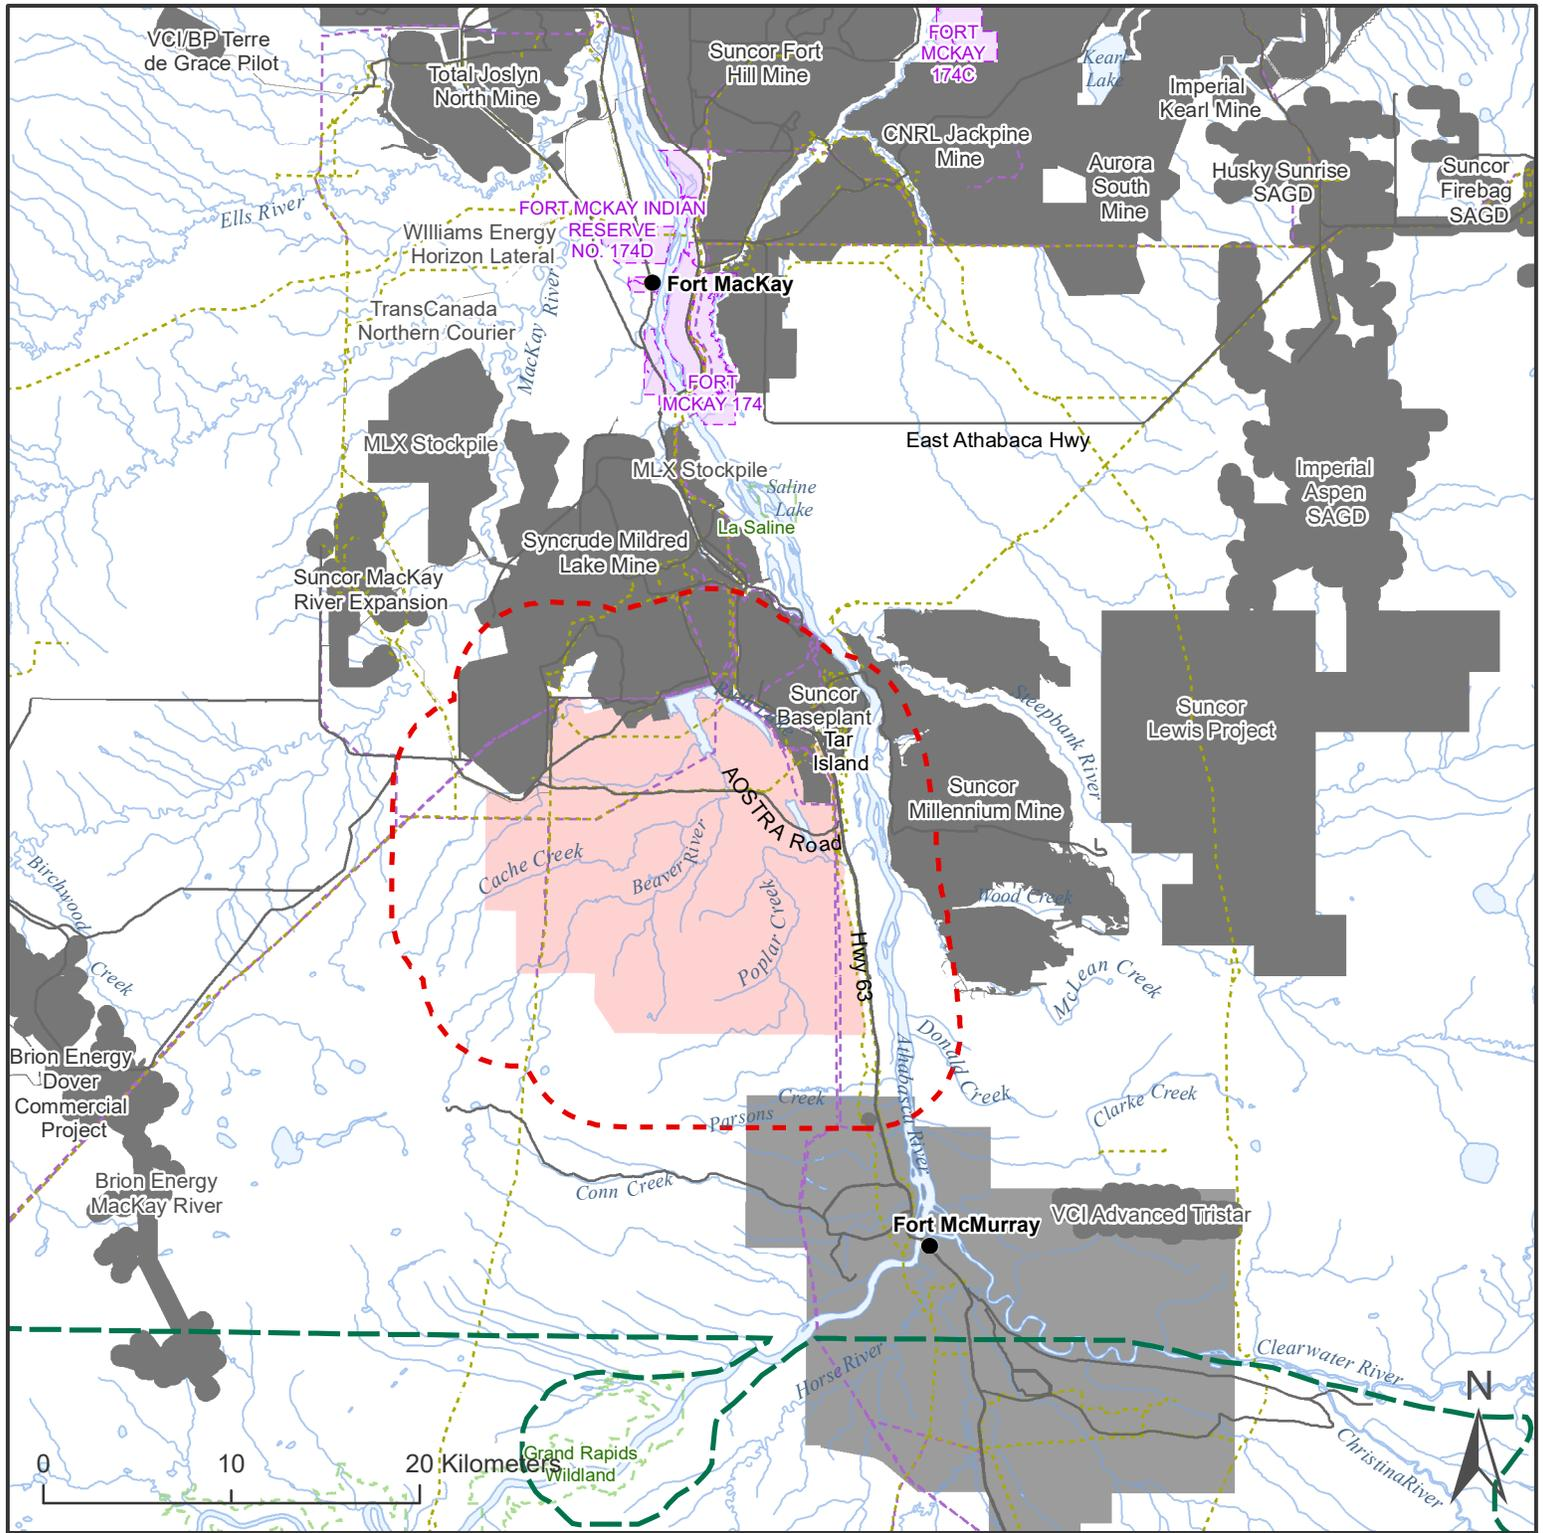 VCI/BP Terre
de Grace Pilot
Total Joslyn
North Mine
Suncor Fort
Hill Mine
FORT
MCKAY
174C
Kearl
Lake
Imperial
Kearl Mine
CNRL Jackpine
Mine
Aurora
South
Mine
Husky Sunrise
SAGD
Suncor
Firebag
SAGD
Ells River
FORT MCKAY INDIAN
RESERVE
NO. 174D
WIlliams Energy
Horizon Lateral
Fort MacKay
TransCanada
Northern Courier
MacKay River
FORT
MCKAY 174
East Athabaca Hwy
MLX Stockpile
MLX Stockpile
Saline
Lake
La Saline
Imperial
Aspen
SAGD
Syncrude Mildred
Lake Mine
Suncor MacKay
River Expansion
Suncor
Baseplant
Tar
Island
Steepbank River
Suncor
Lewis Project
Suncor
Millennium Mine
AOSTRA Road
Cache Creek
Beaver River
Poplar Creek
Wood Creek
Birchwood
Creek
Hwy 63
McLean Creek
Brion Energy
Dover
Commercial
Project
Athabasca River
Donald Creek
Clarke Creek
Parsons Creek
Conn Creek
Brion Energy
MacKay River
VCI Advanced Tristar
Fort McMurray
Horse River
Clearwater River
ChristinaRiver
Grand Rapids
Wildland
0 10 20 Kilometers
N